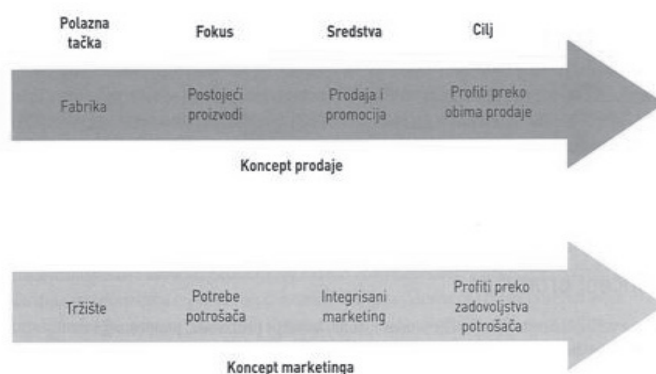 Polazna
tačka
Fokus
Sredstva
Cilj
Fabrika
Postojeći
proizvodi
Prodaja i
promocija
Profiti preko
obima prodaje
Koncept prodaje
Tržište
Potrebe
potrošača
Integrisani
marketing
Profiti preko
zadovoljstva
potrošača
Koncept marketinga